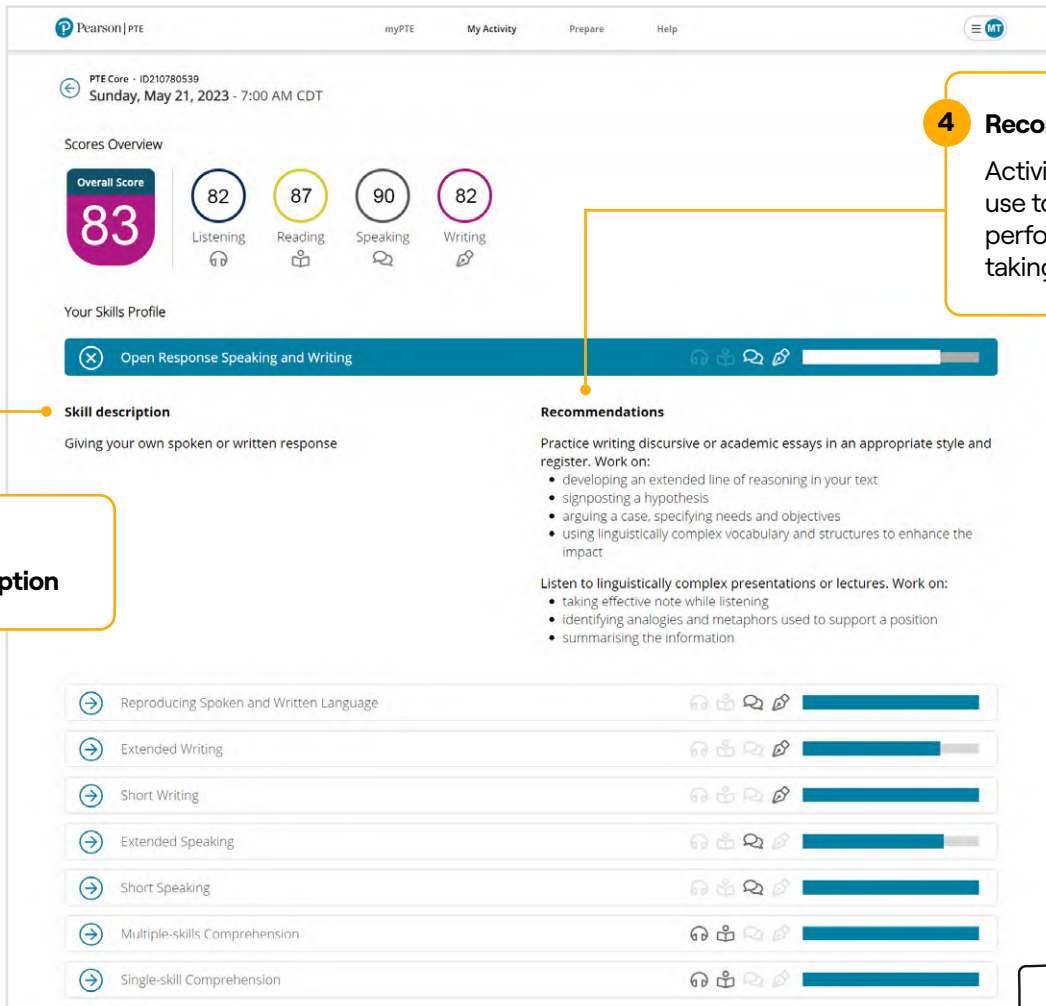 Pearson | PTE
myPTE My Activity Prepare Help
MT
PTE Core - ID210780539
Sunday, May 21, 2023 - 7:00 AM CDT
Scores Overview
Overall Score
83
82 87 90 82
Listening Reading Speaking Writing
Your Skills Profile
Open Response Speaking and Writing
Skill description
Giving your own spoken or written response
Recommendations
Practice writing discursive or academic essays in an appropriate style and
register. Work on:
• developing an extended line of reasoning in your text
• signposting a hypothesis
• arguing a case, specifying needs and objectives
• using linguistically complex vocabulary and structures to enhance the
impact
Listen to linguistically complex presentations or lectures. Work on:
• taking effective note while listening
• identifying analogies and metaphors used to support a position
• summarising the information
Reproducing Spoken and Written Language
Extended Writing
Short Writing
Extended Speaking
Short Speaking
Multiple-skills Comprehension
Single-skill Comprehension
4 Recor
Activi
use to
perfo
taking
ption